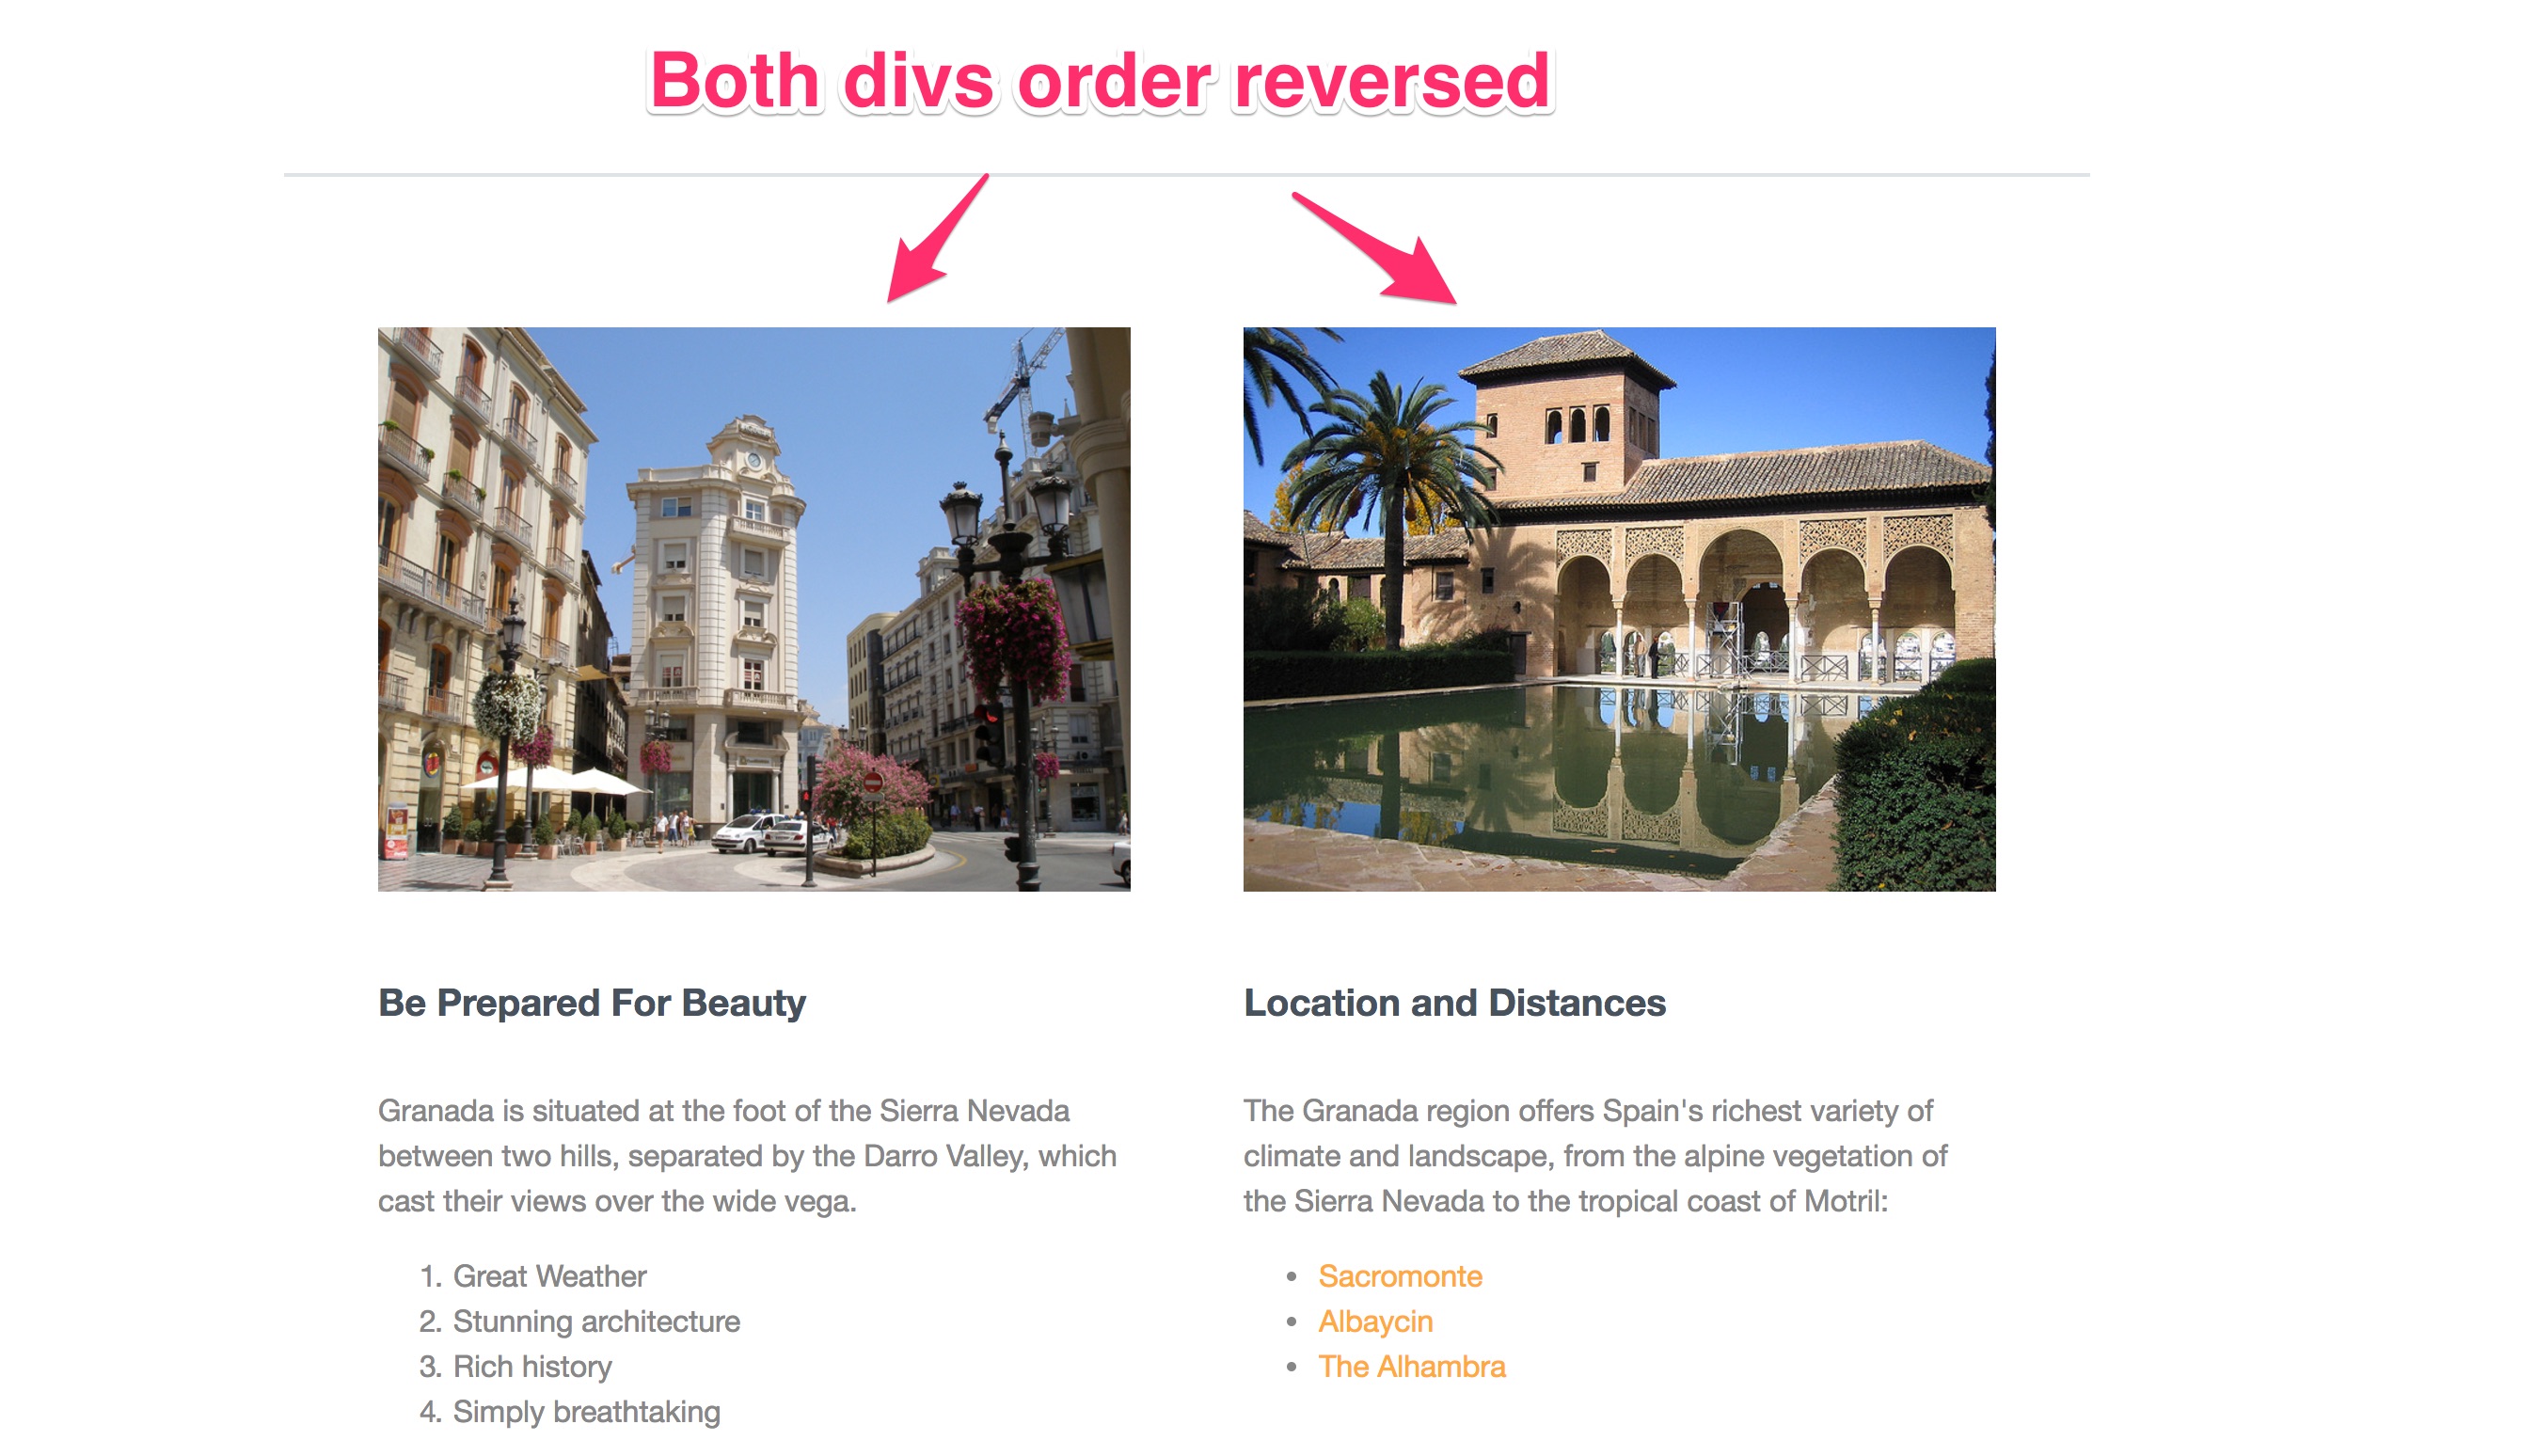 Both divs order reversed
Be Prepared For Beauty
Granada is situated at the foot of the Sierra Nevada
between two hills, separated by the Darro Valley, which
cast their views over the wide vega.
1. Great Weather
2. Stunning architecture
3. Rich history
4. Simply breathtaking
Location and Distances
The Granada region offers Spain's richest variety of
climate and landscape, from the alpine vegetation of
the Sierra Nevada to the tropical coast of Motril:
• Sacromonte
• Albaycin
• The Alhambra